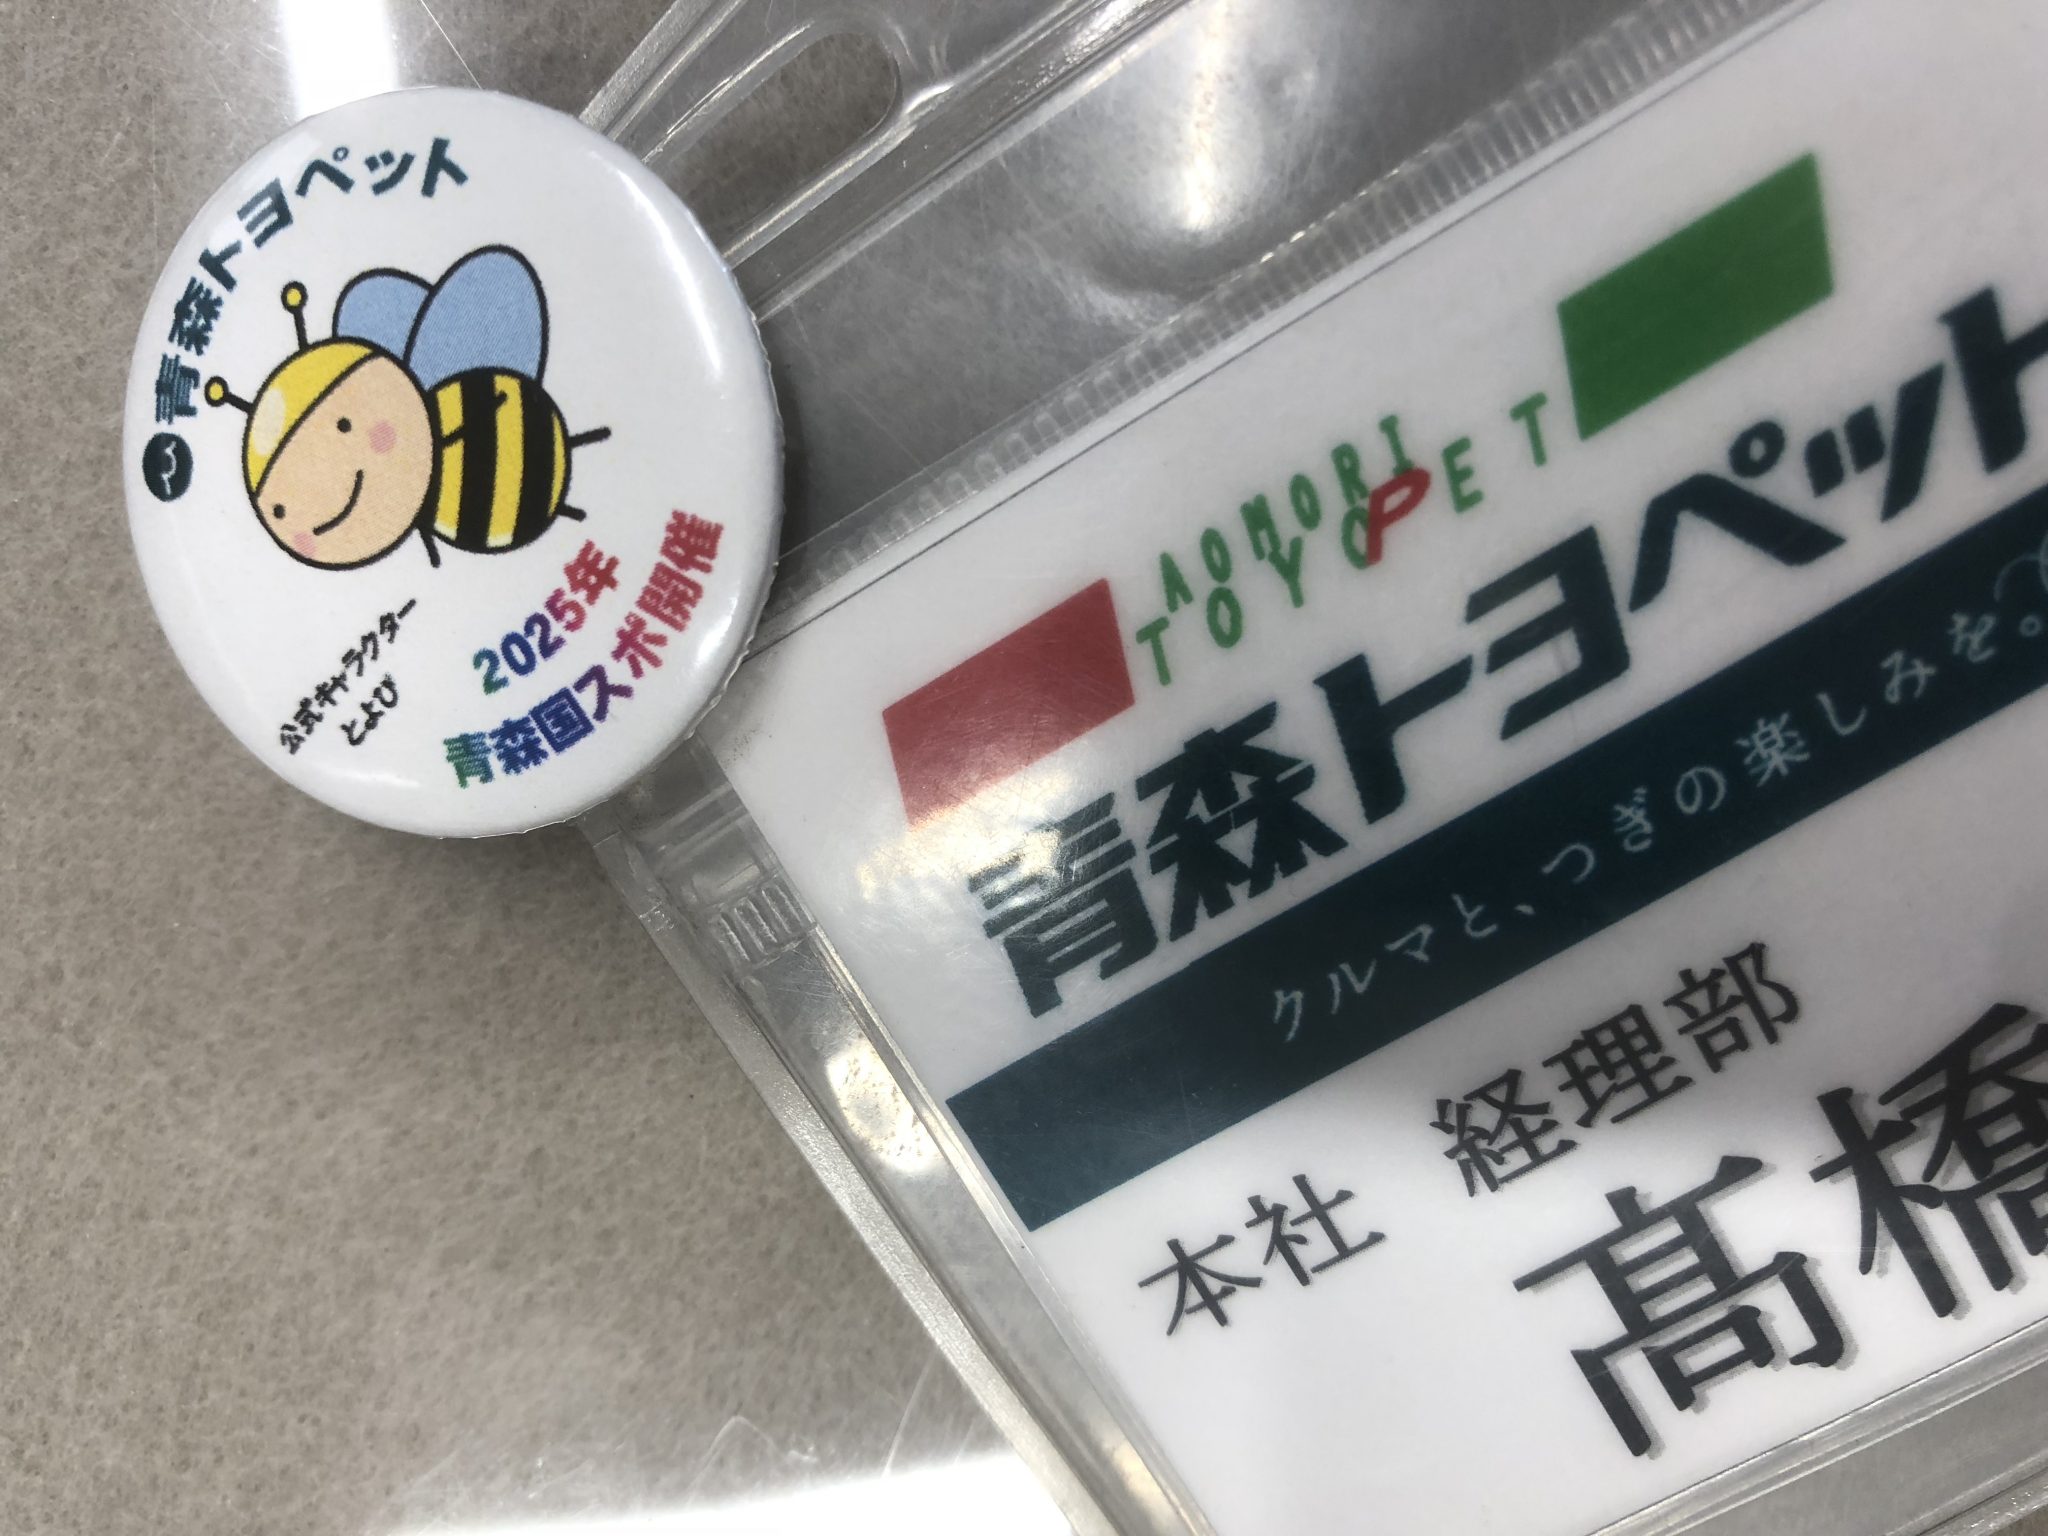 青森トヨペット
公式キャラクター
とよび
2025年
青森国スポ開催
AOMORI
TOYOPET
青森トヨペット
クルマと、つぎの楽しみを。
本社 経理部
髙橋